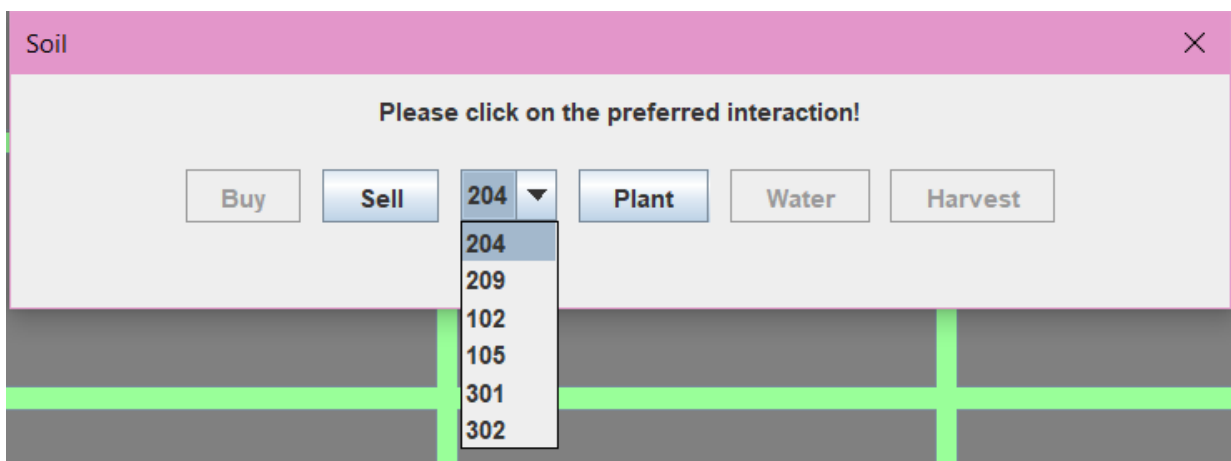 Soil
Please click on the preferred interaction!
Buy Sell 204 Plant Water Harvest
204
209
102
105
301
302